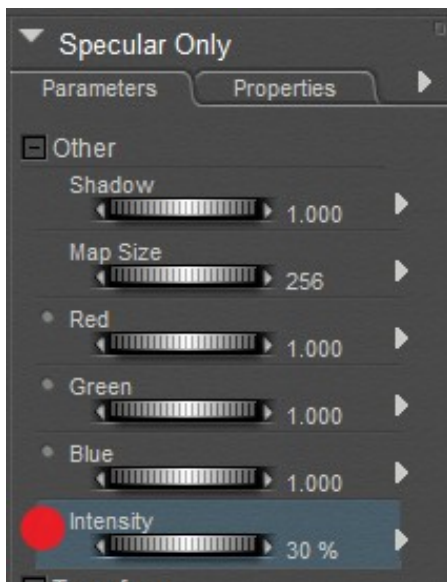 Specular Only
Parameters Properties
Other
Shadow
1.000
Map Size
256
Red
1.000
Green
1.000
Blue
1.000
Intensity
30 %